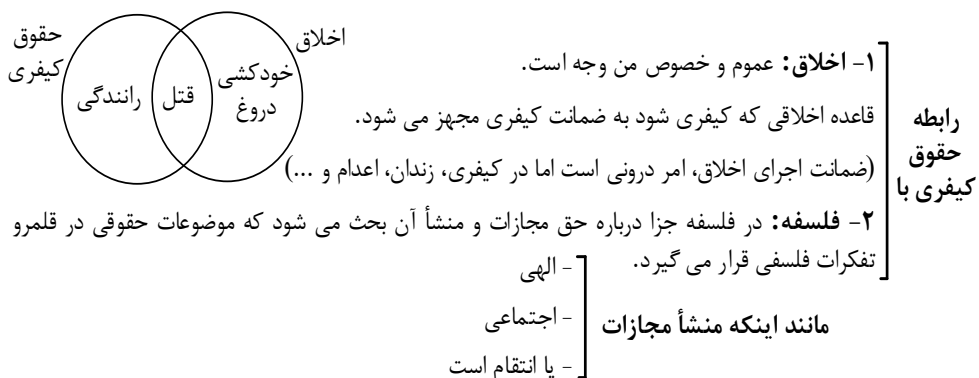 رابطه
حقوق
کیفری با
۱- اخلاق: عموم و خصوص من وجه است.
قاعده اخلاقی که کیفری شود به ضمانت کیفری مجهز می شود.
(ضمانت اجرای اخلاق، امر درونی است اما در کیفری، زندان، اعدام و ...)
اخلاق
خودکشی
دروغ
قتل
رانندگی
حقوق
کیفری
۲- فلسفه: در فلسفه جزا درباره حق مجازات و منشأ آن بحث می شود که موضوعات حقوقی در قلمرو
تفکرات فلسفی قرار می گیرد.
مانند اینکه منشأ مجازات
- الهی
- اجتماعی
- یا انتقام است